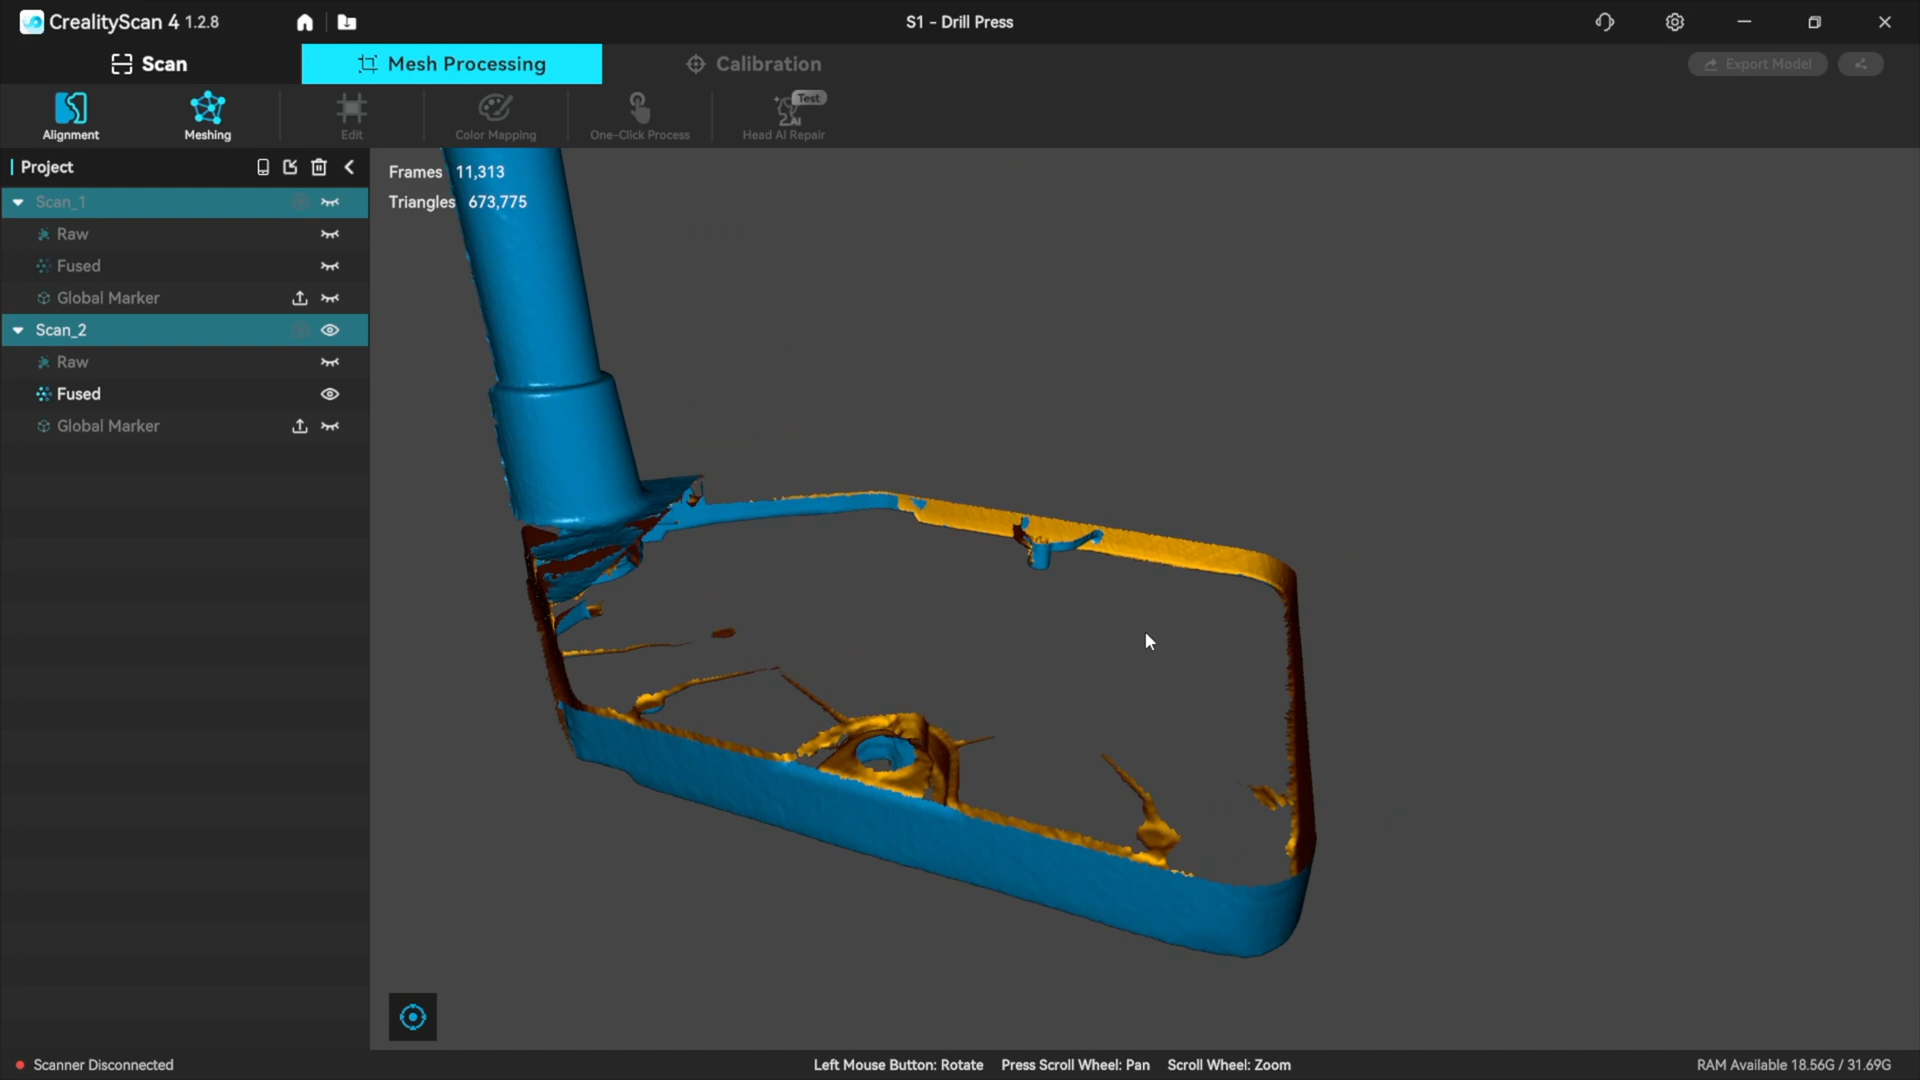 CrealityScan 4 1.2.8
S1 - Drill Press
Scan
Mesh Processing
Calibration
Export Model
Alignment
Meshing
Edit
Color Mapping
One-Click Process
Test
AI
Head AI Repair
Project
Scan_1
Raw
Fused
Global Marker
Scan_2
Raw
Fused
Global Marker
Frames 11,313
Triangles 673,775
Scanner Disconnected
Left Mouse Button: Rotate Press Scroll Wheel: Pan Scroll Wheel: Zoom
RAM Available 18.56G / 31.69G